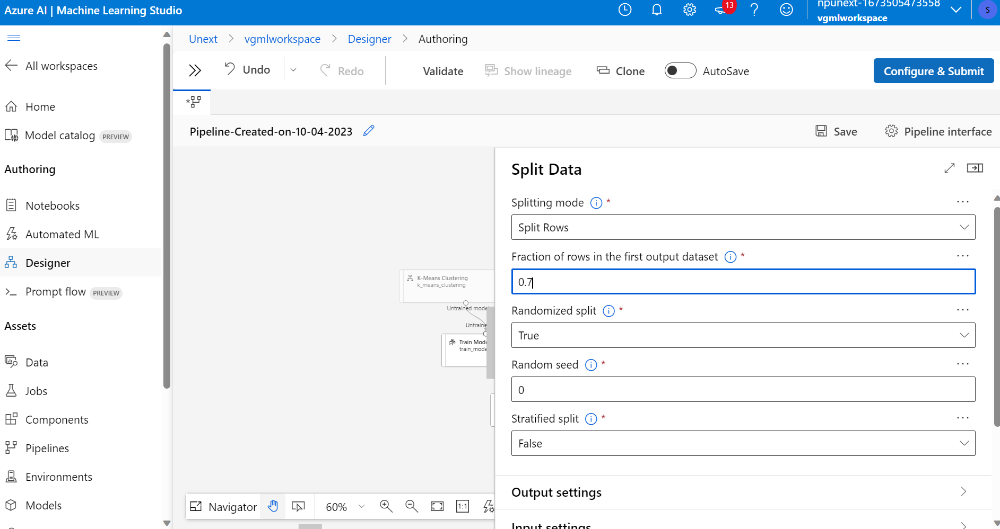 Azure AI | Machine Learning Studio
13
npunext-1673505473558
vgmlworkspace
S
All workspaces
Home
Model catalog PREVIEW
Authoring
Notebooks
Automated ML
Designer
Prompt flow PREVIEW
Assets
Data
Jobs
Components
Pipelines
Environments
Models
Unext > vgmlworkspace > Designer > Authoring
Undo
Redo
Validate
Show lineage
Clone
AutoSave
Configure & Submit
Pipeline-Created-on-10-04-2023
Save
Pipeline interface
K-Means Clustering
k_means_clustering
Untrained mode
Untraine
Train Mod
train_mode
Navigator
60%
1:1
Split Data
Splitting mode *
Split Rows
Fraction of rows in the first output dataset *
0.7
Randomized split *
True
Random seed *
0
Stratified split *
False
Output settings
Input settings